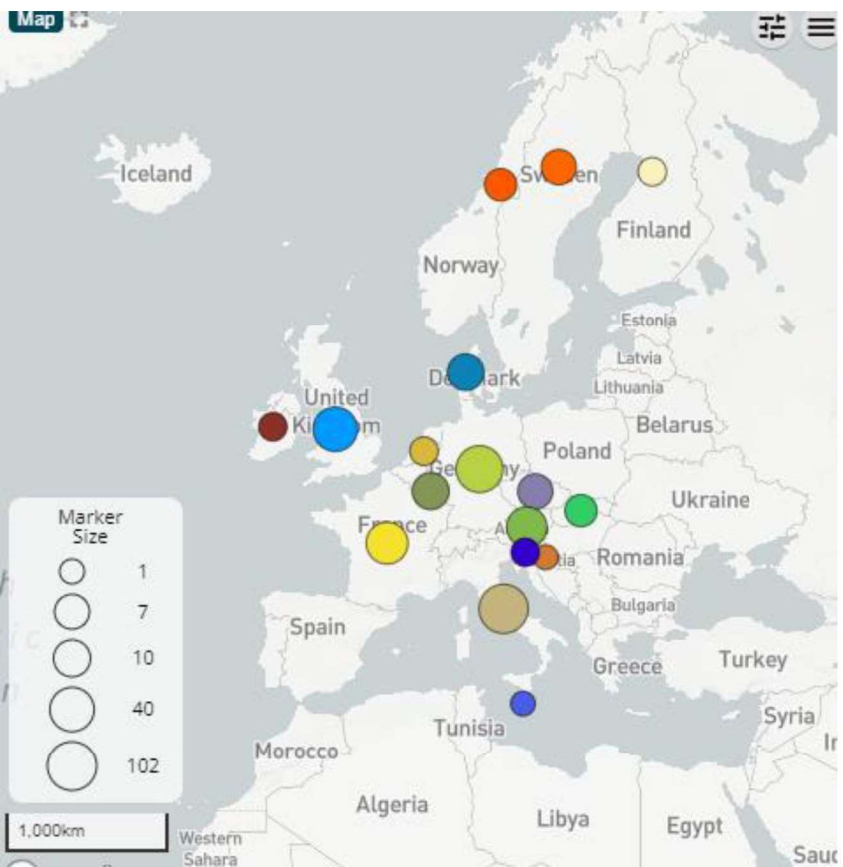 Map
Iceland
Sweden
Finland
Norway
Estonia
Latvia
Denmark
Lithuania
United
Kingdom
Belarus
Poland
Germany
Ukraine
France
Romania
Bulgaria
Spain
Greece
Turkey
Syria
Tunisia
Morocco
Algeria
Libya
Egypt
Western
Sahara
Marker
Size
1
7
10
40
102
1,000km